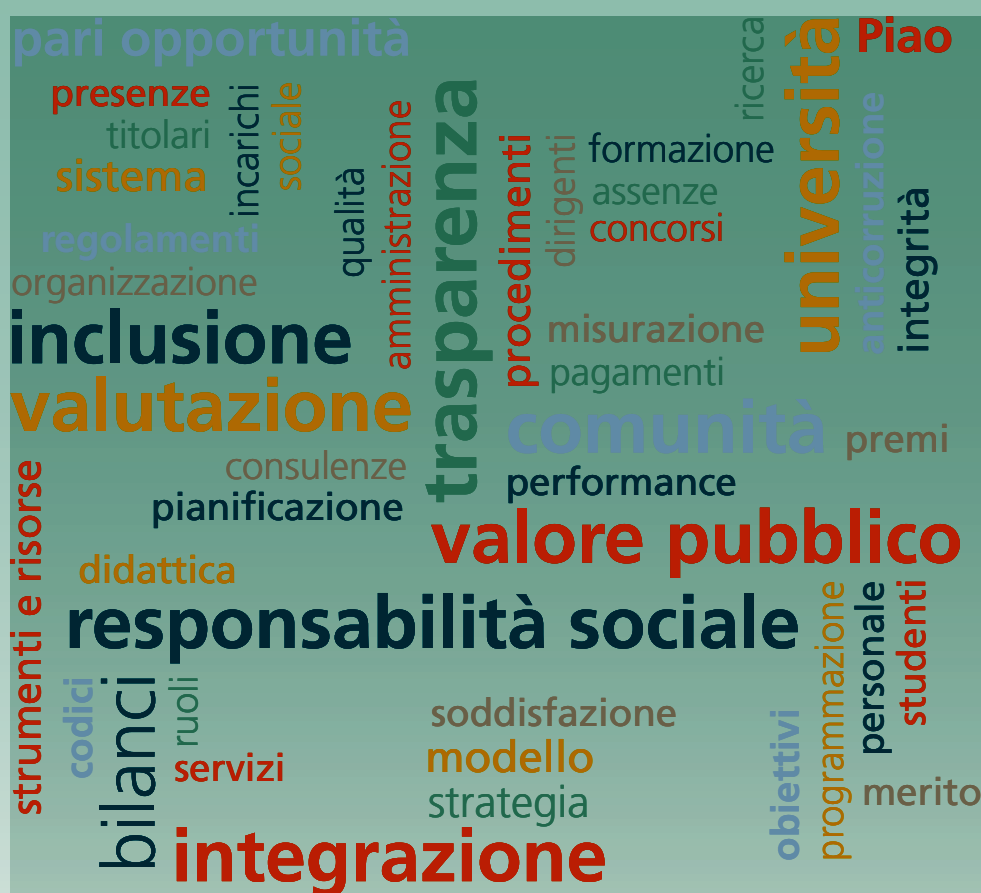 pari opportunità
Piao
ricerca
università
presenze
titolari
sistema
incarichi
sociale
qualità
amministrazione
trasparenza
procedimenti
dirigenti
formazione
assenze
concorsi
anticorruzione
integrità
regolamenti
organizzazione
inclusione
valutazione
misurazione
pagamenti
comunità
premi
consulenze
pianificazione
performance
valore pubblico
strumenti e risorse
didattica
responsabilità sociale
programmazione
personale
studenti
codici
bilanci
ruoli
servizi
soddisfazione
modello
strategia
obiettivi
merito
integrazione